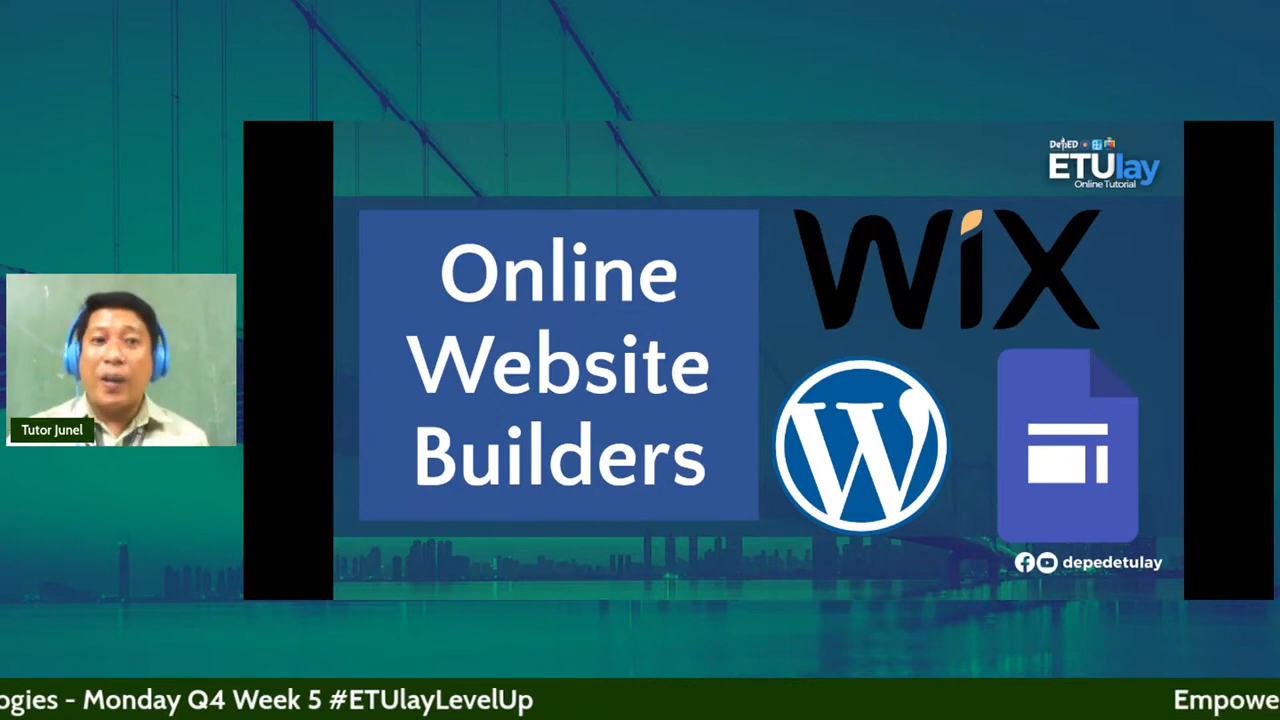 DepED
ETUlay
Online Tutorial
Online
Website
Builders
WiX
W
Tutor Junel
depedetulay
ogies - Monday Q4 Week 5 #ETUlayLevelUp
Empowe